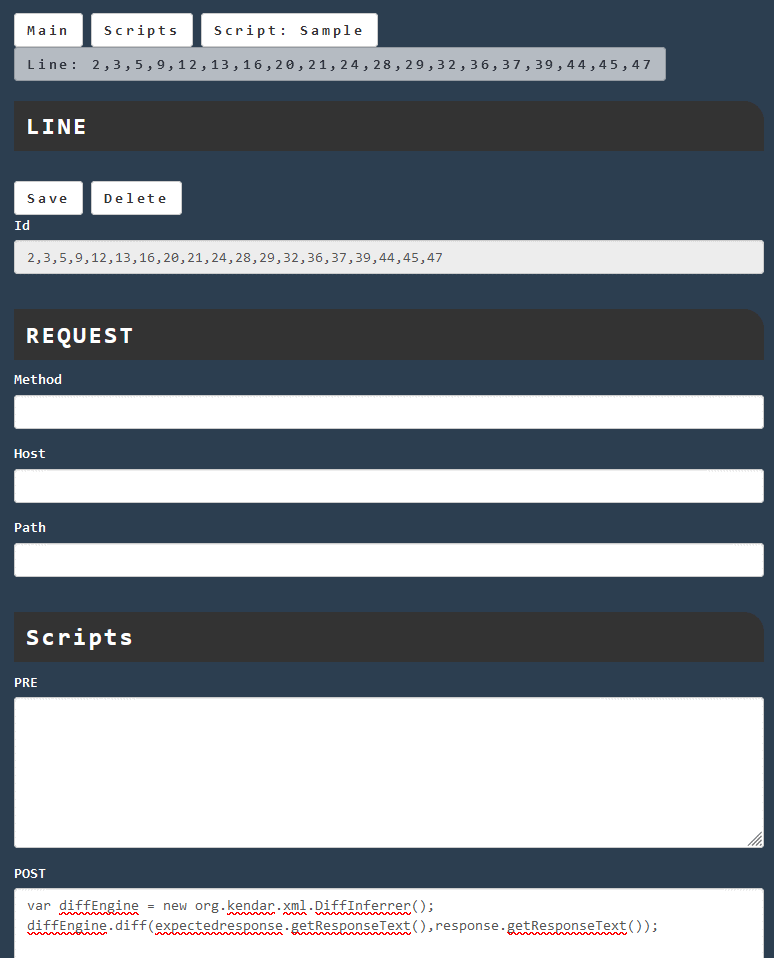 Main Scripts Script: Sample
Line: 2,3,5,9,12,13,16,20,21,24,28,29,32,36,37,39,44,45,47
LINE
Save Delete
Id
2,3,5,9,12,13,16,20,21,24,28,29,32,36,37,39,44,45,47
REQUEST
Method
Host
Path
Scripts
PRE
POST
var diffEngine = new org.kendar.xml.DiffInferrer();
diffEngine.diff(expectedresponse.getResponseText(),response.getResponseText());